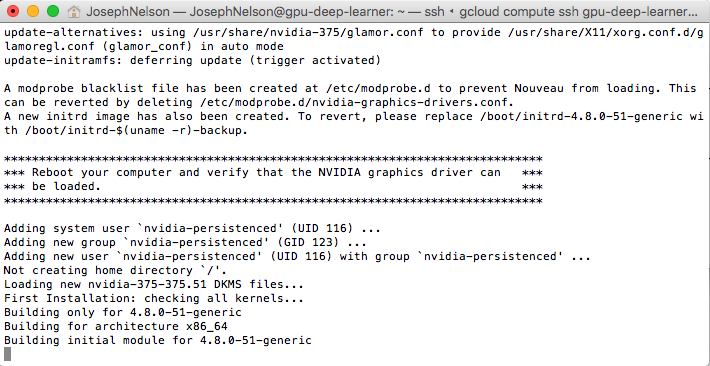 JosephNelson — JosephNelson@gpu-deep-learner: ~ — ssh ‹ gcloud compute ssh gpu-deep-learner...
update-alternatives: using /usr/share/nvidia-375/glamor.conf to provide /usr/share/X11/xorg.conf.d/g
lamoregl.conf (glamor_conf) in auto mode
update-initramfs: deferring update (trigger activated)
A modprobe blacklist file has been created at /etc/modprobe.d to prevent Nouveau from loading. This
can be reverted by deleting /etc/modprobe.d/nvidia-graphics-drivers.conf.
A new initrd image has also been created. To revert, please replace /boot/initrd-4.8.0-51-generic wi
th /boot/initrd-$(uname -r)-backup.
*****************************************************************************
*** Reboot your computer and verify that the NVIDIA graphics driver can   ***
*** be loaded.                                                            ***
*****************************************************************************
Adding system user `nvidia-persistenced' (UID 116) ...
Adding new group `nvidia-persistenced' (GID 123) ...
Adding new user `nvidia-persistenced' (UID 116) with group `nvidia-persistenced' ...
Not creating home directory `/'.
Loading new nvidia-375-375.51 DKMS files...
First Installation: checking all kernels...
Building only for 4.8.0-51-generic
Building for architecture x86_64
Building initial module for 4.8.0-51-generic